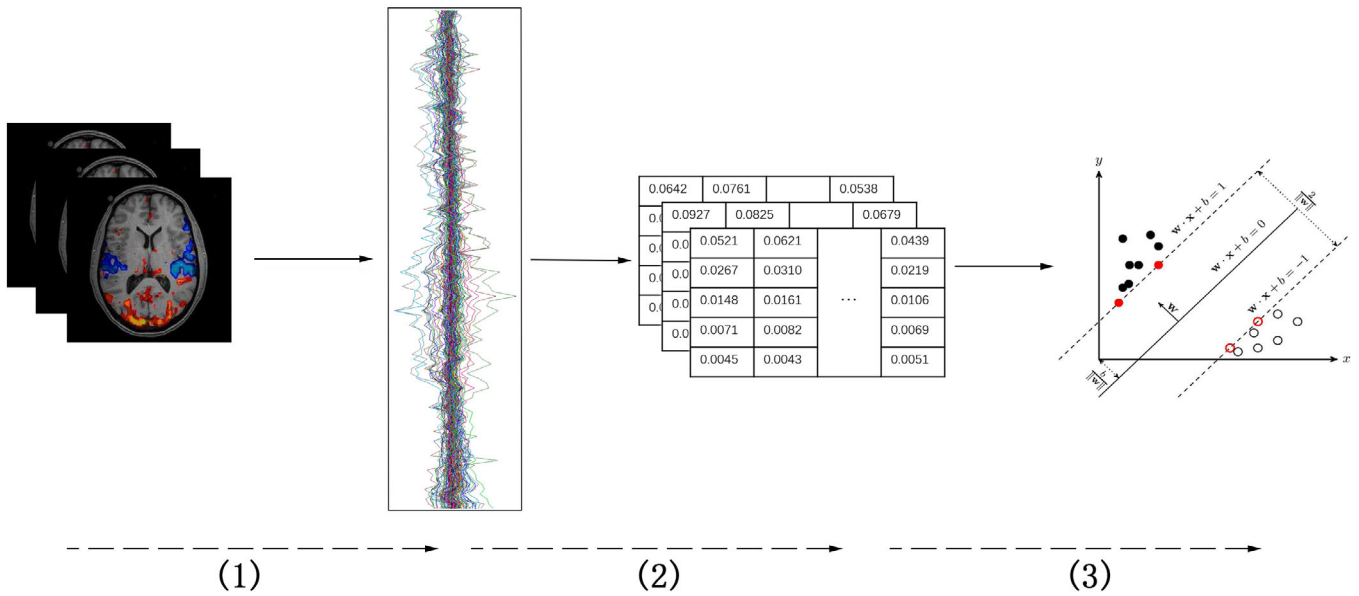 0.0642 0.0761 0.0538
0.0927 0.0825 0.0679
0.0521 0.0621 0.0439
0.0267 0.0310 0.0219
0.0148 0.0161 ... 0.0106
0.0071 0.0082 0.0069
0.0045 0.0043 0.0051
y
w · x + b = 1
2
‖w‖
w · x + b = 0
w · x + b = −1
w
x
b
‖w‖
(1) (2) (3)